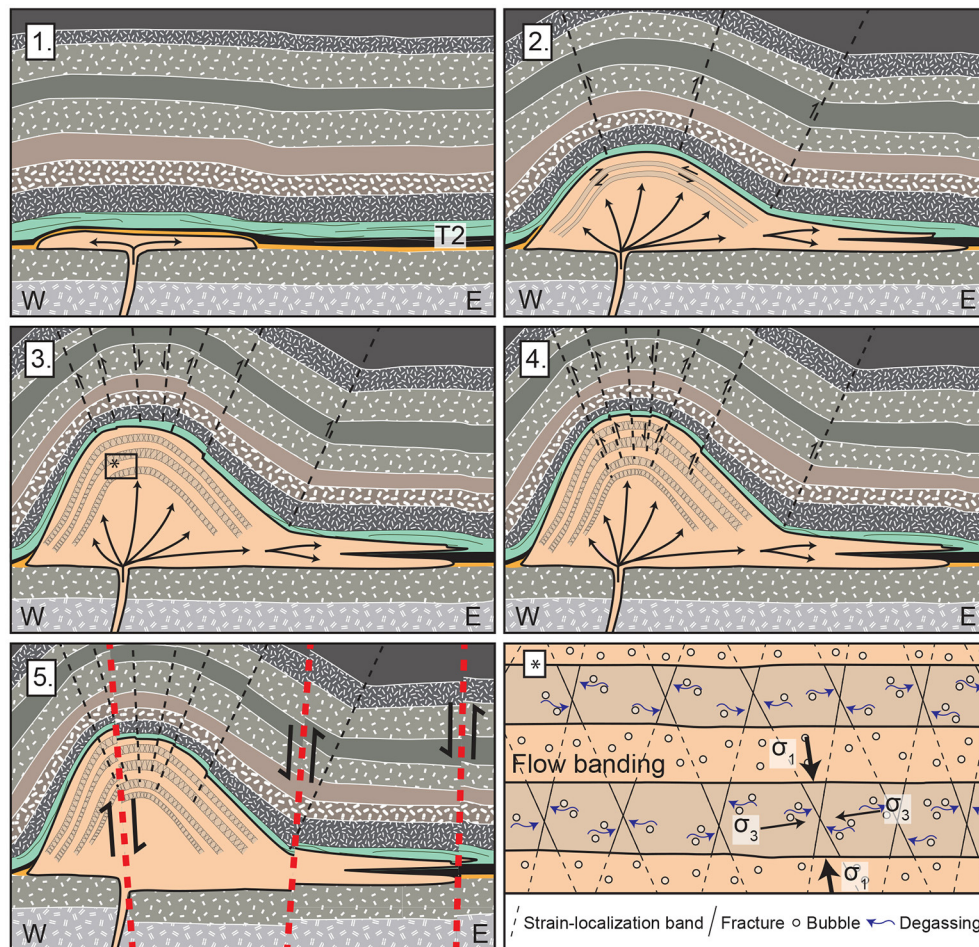 1.
T2
W E
2.
W E
3.
*
W E
4.
W E
5.
W E
*
σ1
Flow banding
σ3 σ3
σ1
Strain-localization band Fracture Bubble Degassing